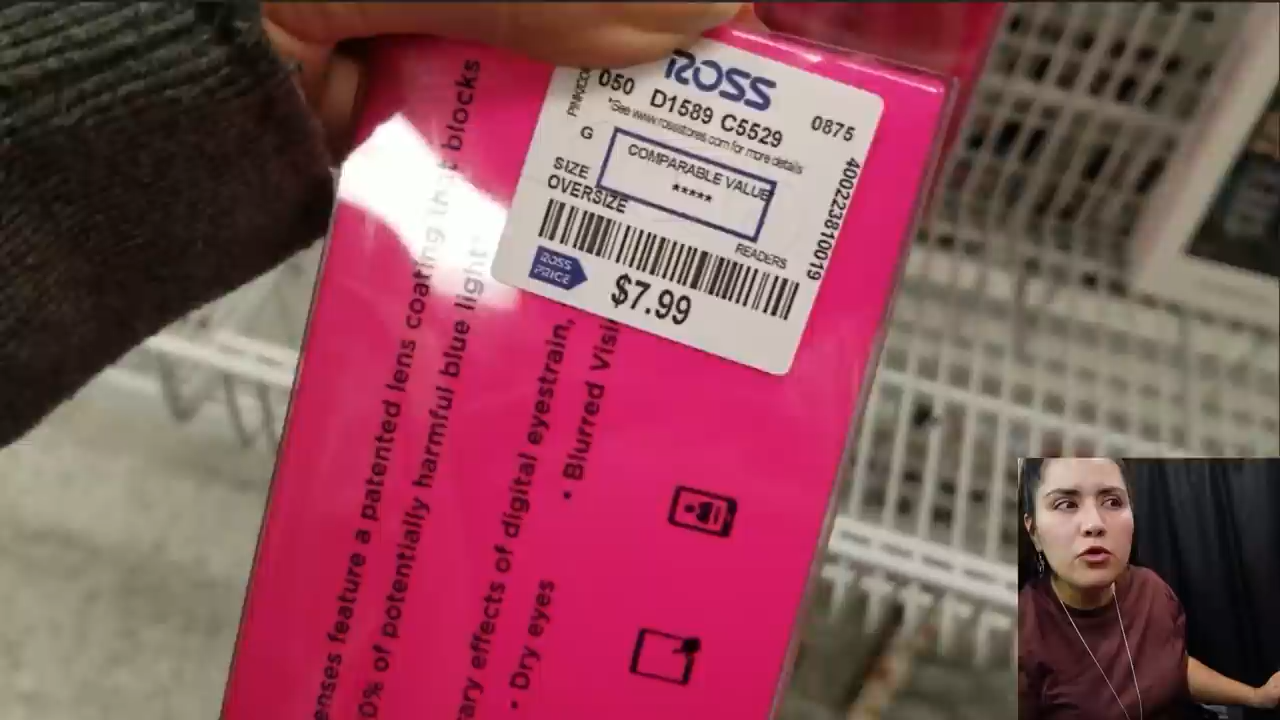 ROSS
050 D1589 C5529 0875
*See www.rossstores.com for more details
G
COMPARABLE VALUE
*****
SIZE
OVERSIZE
400223810019
READERS
ROSS
PRICE
$7.99
enses feature a patented lens coating that blocks
0% of potentially harmful blue light*
ary effects of digital eyestrain,
• Dry eyes
• Blurred Visi